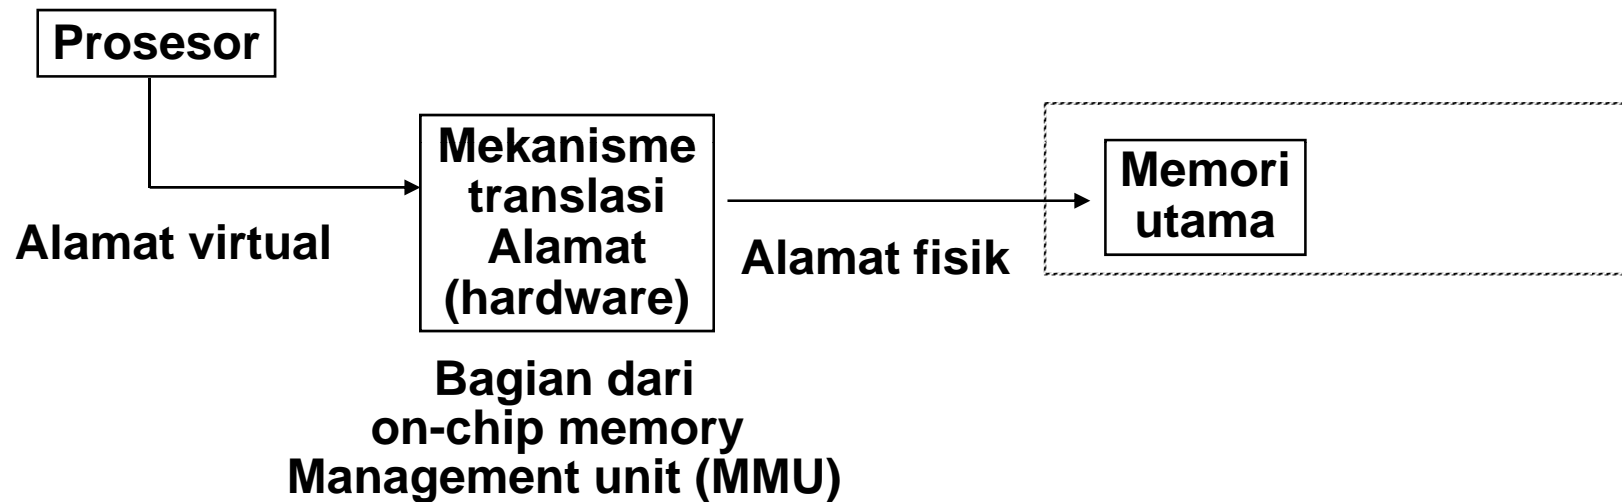 Prosesor
Alamat virtual
Mekanisme
translasi
Alamat
(hardware)
Bagian dari
on-chip memory
Management unit (MMU)
Alamat fisik
Memori
utama